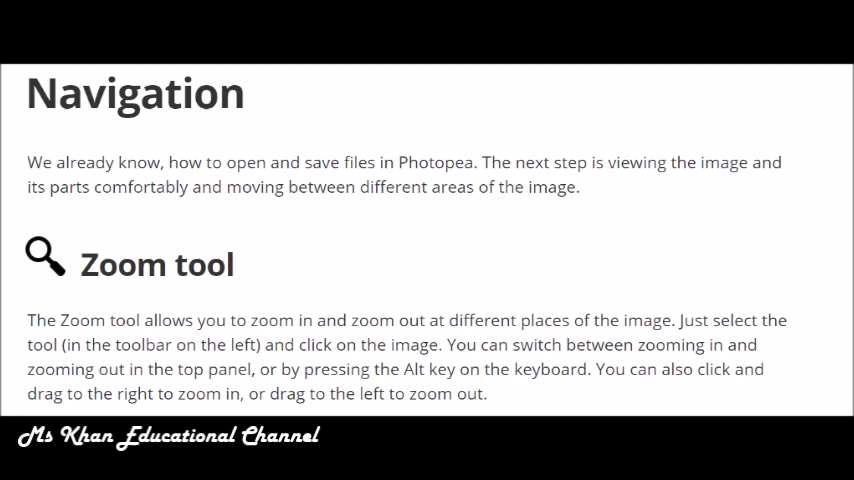 Navigation
We already know, how to open and save files in Photopea. The next step is viewing the image and
its parts comfortably and moving between different areas of the image.
Zoom tool
The Zoom tool allows you to zoom in and zoom out at different places of the image. Just select the
tool (in the toolbar on the left) and click on the image. You can switch between zooming in and
zooming out in the top panel, or by pressing the Alt key on the keyboard. You can also click and
drag to the right to zoom in, or drag to the left to zoom out.
Ms Khan Educational Channel